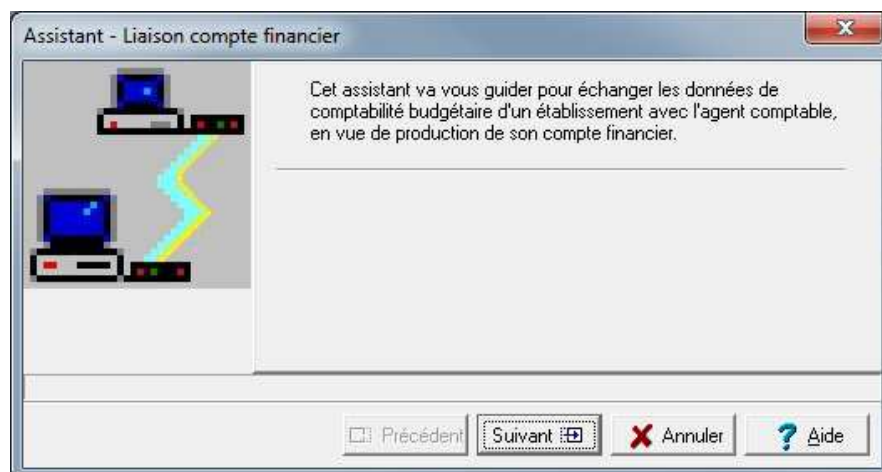 Assistant - Liaison compte financier
Cet assistant va vous guider pour échanger les données de
comptabilité budgétaire d'un établissement avec l'agent comptable,
en vue de production de son compte financier.
Précédent
Suivant
Annuler
Aide